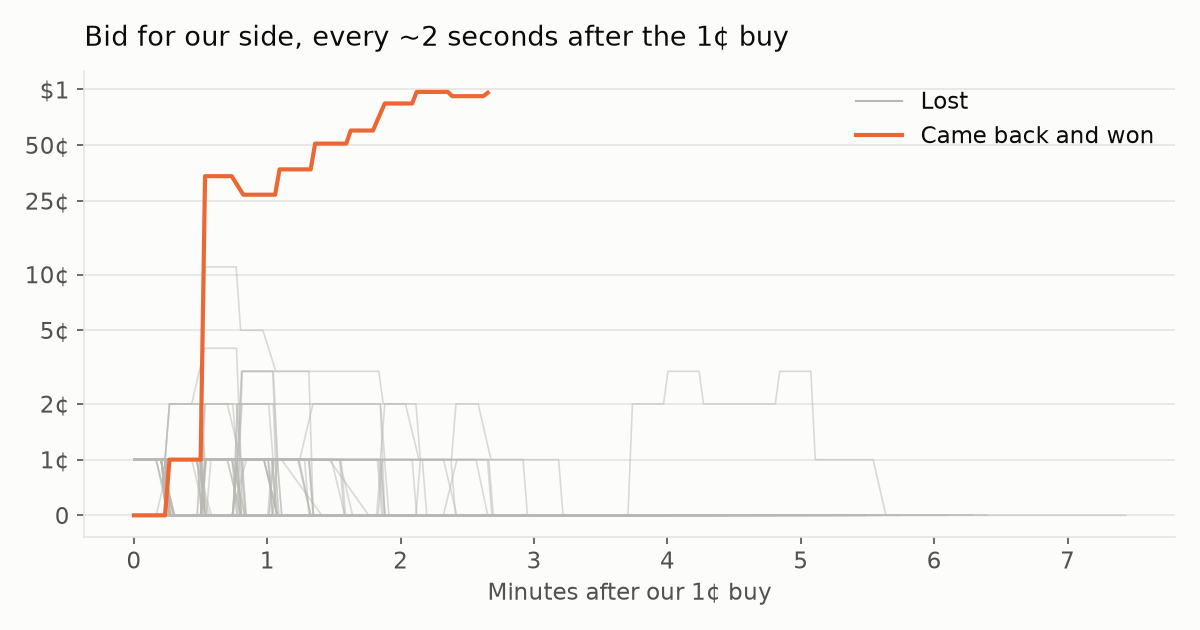 Bid for our side, every ~2 seconds after the 1¢ buy
$1
50¢
25¢
10¢
5¢
2¢
1¢
0
Lost
Came back and won
0 1 2 3 4 5 6 7
Minutes after our 1¢ buy